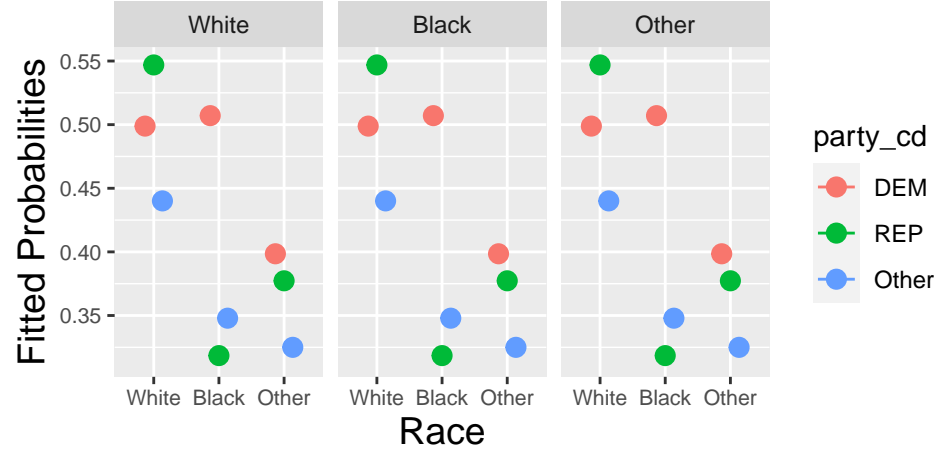 White Black Other
Fitted Probabilities
0.55
0.50
0.45
0.40
0.35
White Black Other White Black Other White Black Other
Race
party_cd
DEM
REP
Other